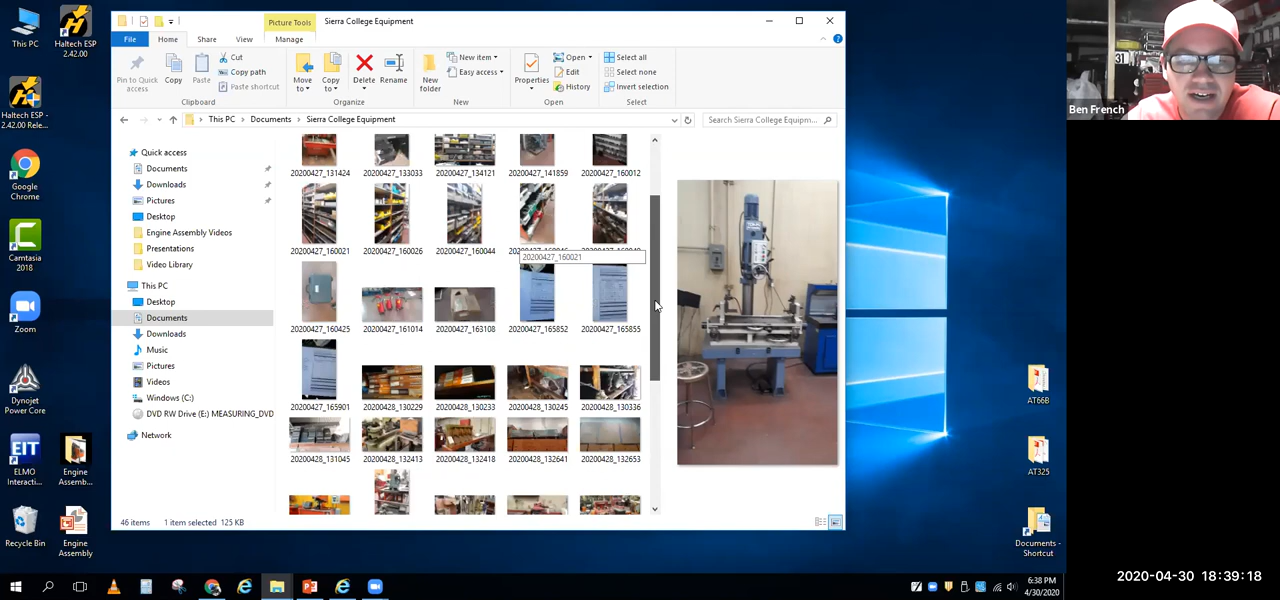 This PC
Haltech ESP
2.42.00
Haltech ESP -
2.42.00 Rele...
Google
Chrome
Camtasia
2018
Zoom
Dynojet
Power Core
EIT
ELMO
Interacti...
Engine
Assemb...
Recycle Bin
Engine
Assembly
Picture Tools
Sierra College Equipment
File
Home
Share
View
Manage
Pin to Quick
access
Copy
Paste
Cut
Copy path
Paste shortcut
Clipboard
Move
to
Copy
to
Delete
Rename
Organize
New
folder
New item
Easy access
New
Properties
Open
Edit
History
Open
Select all
Select none
Invert selection
Select
This PC
Documents
Sierra College Equipment
Search Sierra College Equipm...
Quick access
Documents
Downloads
Pictures
Desktop
Engine Assembly Videos
Presentations
Video Library
This PC
Desktop
Documents
Downloads
Music
Pictures
Videos
Windows (C:)
DVD RW Drive (E:) MEASURING_DVD
Network
20200427_131424
20200427_133033
20200427_134121
20200427_141859
20200427_160012
20200427_160021
20200427_160026
20200427_160044
20200427_160021
20200427_160425
20200427_161014
20200427_163108
20200427_165852
20200427_165855
20200427_165901
20200428_130229
20200428_130233
20200428_130245
20200428_130336
20200428_131045
20200428_132413
20200428_132418
20200428_132641
20200428_132653
46 items
1 item selected 125 KB
AT66B
AT325
Documents -
Shortcut
Ben French
6:38 PM
4/30/2020
2020-04-30 18:39:18